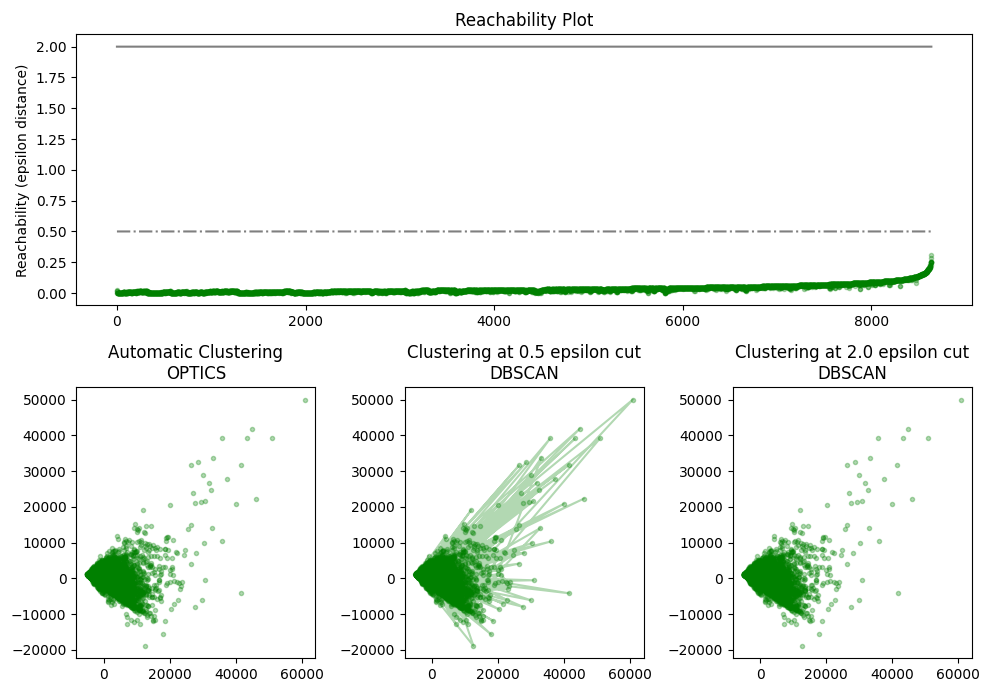 Reachability Plot
Reachability (epsilon distance)
2.00
1.75
1.50
1.25
1.00
0.75
0.50
0.25
0.00
0 2000 4000 6000 8000
Automatic Clustering
OPTICS
50000
40000
30000
20000
10000
0
−10000
−20000
0 20000 40000 60000
Clustering at 0.5 epsilon cut
DBSCAN
50000
40000
30000
20000
10000
0
−10000
−20000
0 20000 40000 60000
Clustering at 2.0 epsilon cut
DBSCAN
50000
40000
30000
20000
10000
0
−10000
−20000
0 20000 40000 60000